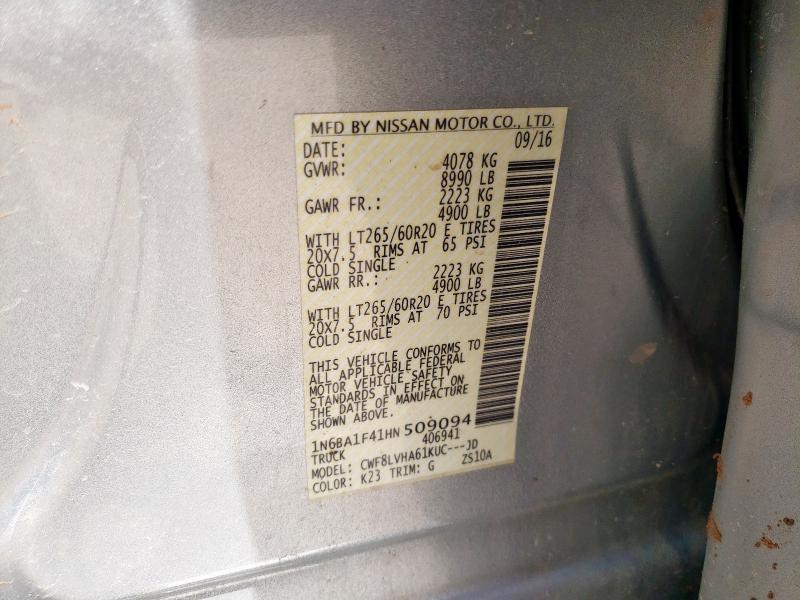 MFD BY NISSAN MOTOR CO., LTD.
DATE: 09/16
GVWR: 4078 KG
8990 LB
GAWR FR.: 2223 KG
4900 LB
WITH LT265/60R20 E TIRES
20X7.5 RIMS AT 65 PSI
COLD SINGLE
GAWR RR.: 2223 KG
4900 LB
WITH LT265/60R20 E TIRES
20X7.5 RIMS AT 70 PSI
COLD SINGLE
THIS VEHICLE CONFORMS TO
ALL APPLICABLE FEDERAL
MOTOR VEHICLE SAFETY
STANDARDS IN EFFECT ON
THE DATE OF MANUFACTURE
SHOWN ABOVE.
1N6BA1F41HN 509094
TRUCK 406941
MODEL: CWF8LVHA61KUC---JD
COLOR: K23 TRIM: G ZS10A